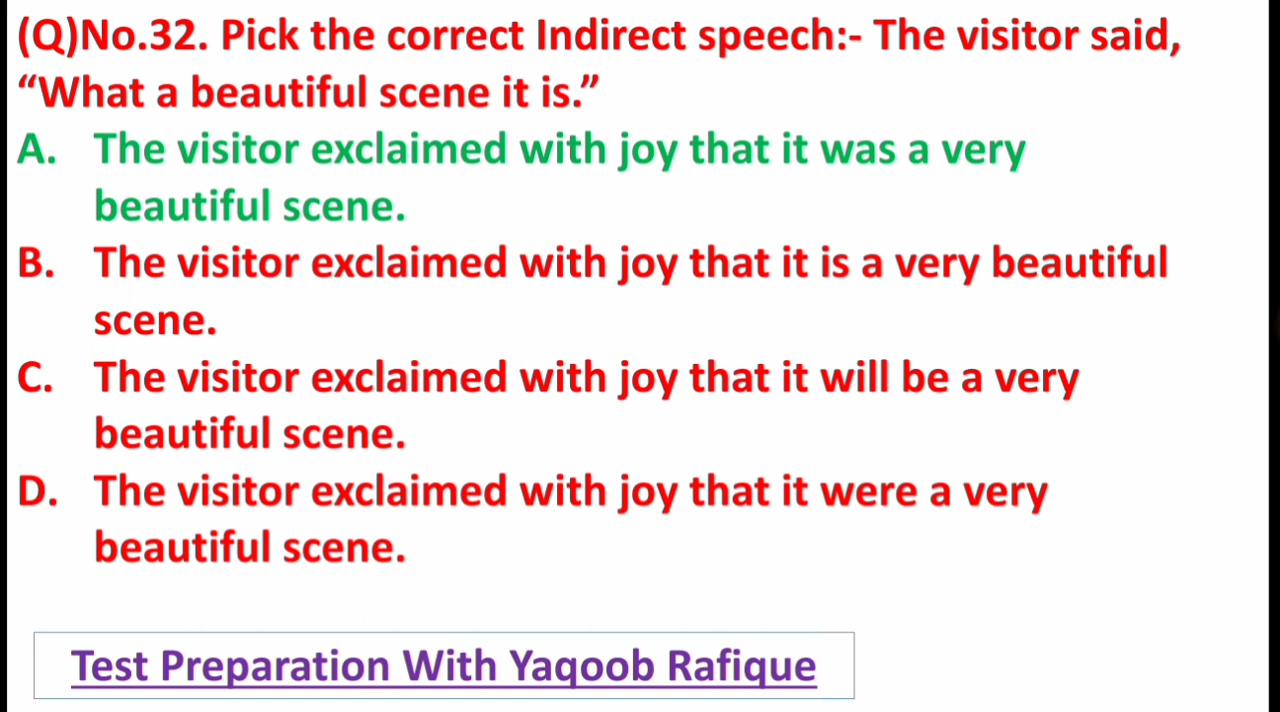 (Q)No.32. Pick the correct Indirect speech:- The visitor said,
“What a beautiful scene it is.”
A. The visitor exclaimed with joy that it was a very
beautiful scene.
B. The visitor exclaimed with joy that it is a very beautiful
scene.
C. The visitor exclaimed with joy that it will be a very
beautiful scene.
D. The visitor exclaimed with joy that it were a very
beautiful scene.
Test Preparation With Yaqoob Rafique